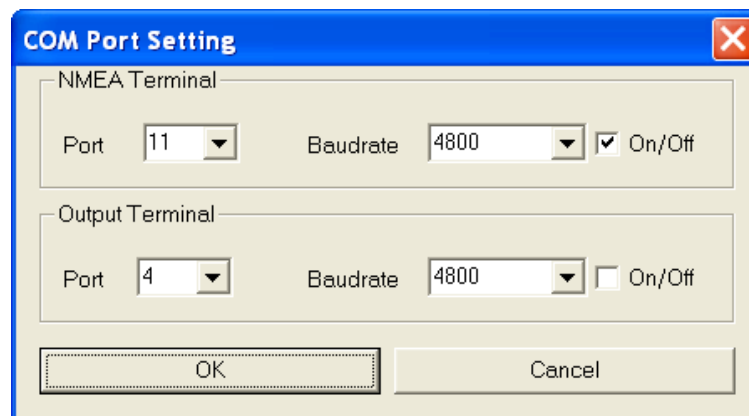 COM Port Setting
NMEA Terminal
Port 11 Baudrate 4800 On/Off
Output Terminal
Port 4 Baudrate 4800 On/Off
OK Cancel